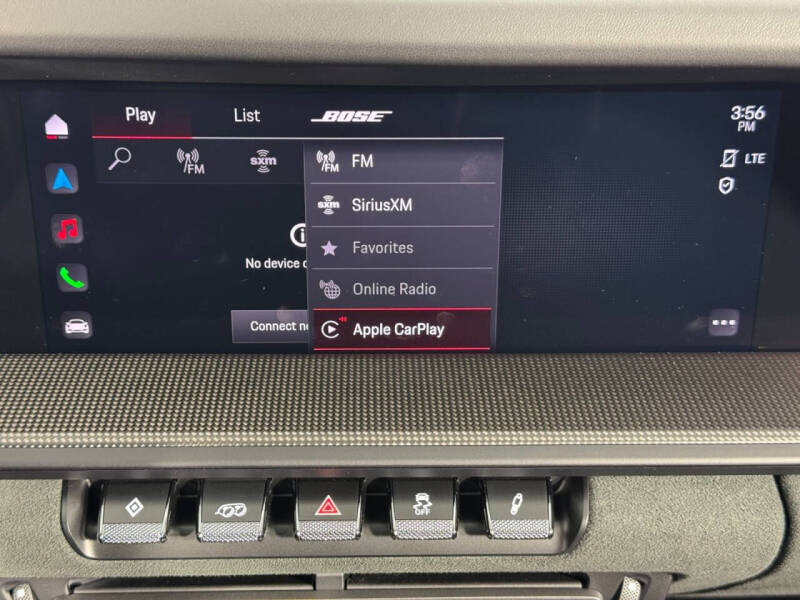 Play List BOSE 3:56
PM
FM sxm FM FM LTE
sxm SiriusXM
Favorites
No device
Online Radio
Connect
Apple CarPlay
OFF